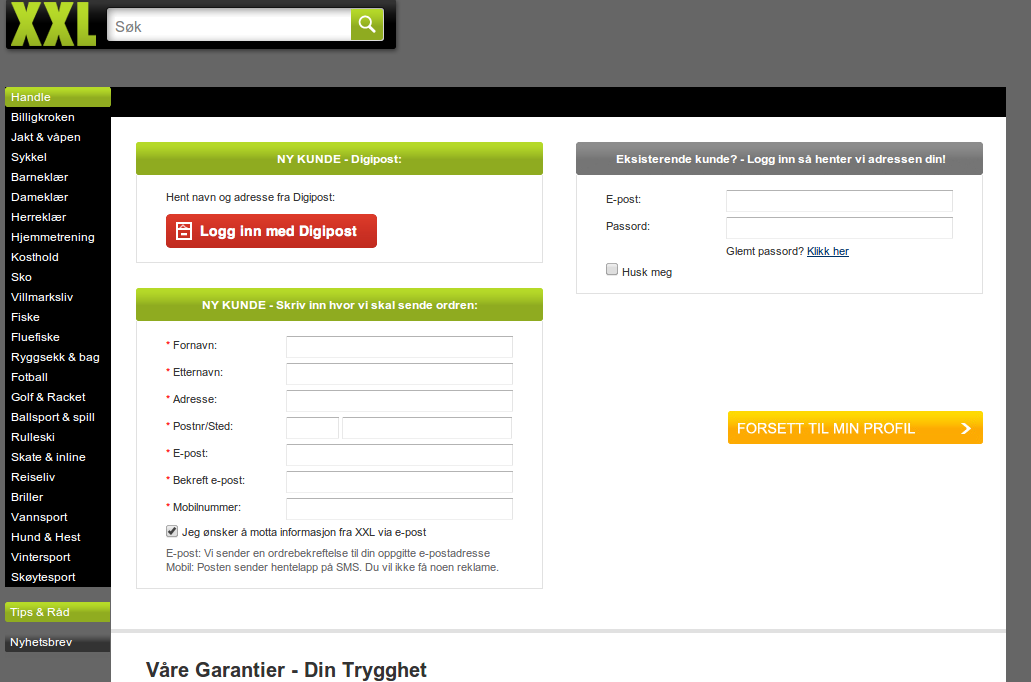 XXL
Søk
Handle
Billigkroken
Jakt & våpen
Sykkel
Barneklær
Dameklær
Herreklær
Hjemmetrening
Kosthold
Sko
Villmarksliv
Fiske
Fluefiske
Ryggsekk & bag
Fotball
Golf & Racket
Ballsport & spill
Rulleski
Skate & inline
Reiseliv
Briller
Vannsport
Hund & Hest
Vintersport
Skøytesport
Tips & Råd
Nyhetsbrev
NY KUNDE - Digipost:
Hent navn og adresse fra Digipost:
Logg inn med Digipost
NY KUNDE - Skriv inn hvor vi skal sende ordren:
* Fornavn:
* Etternavn:
* Adresse:
* Postnr/Sted:
* E-post:
* Bekreft e-post:
* Mobilnummer:
Jeg ønsker å motta informasjon fra XXL via e-post
E-post: Vi sender en ordrebekreftelse til din oppgitte e-postadresse
Mobil: Posten sender hentelapp på SMS. Du vil ikke få noen reklame.
Eksisterende kunde? - Logg inn så henter vi adressen din!
E-post:
Passord:
Glemt passord? Klikk her
Husk meg
FORSETT TIL MIN PROFIL
Våre Garantier - Din Trygghet